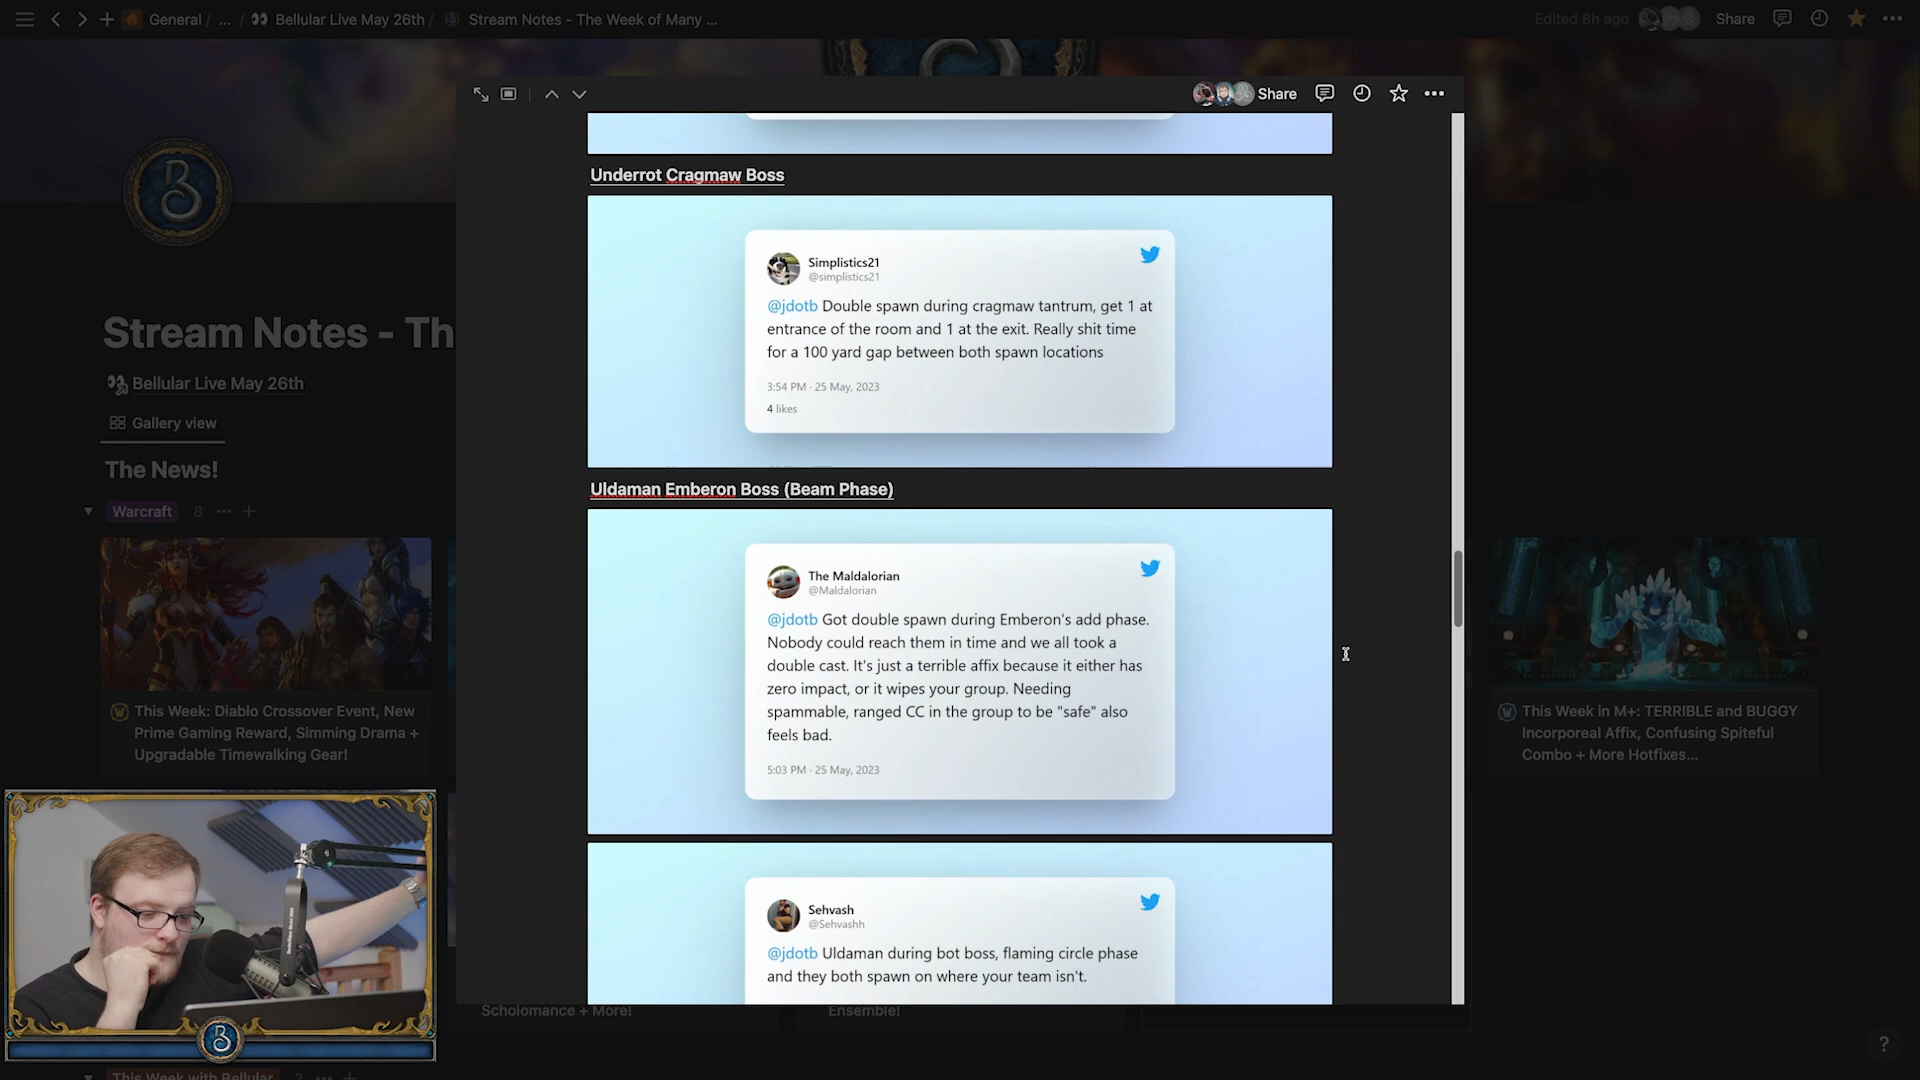 General / ... / 👀 Bellular Live May 26th / Stream Notes - The Week of Many ...
Edited 8h ago
Share
Share
Underrot Cragmaw Boss
Simplistics21
@simplistics21
@jdotb Double spawn during cragmaw tantrum, get 1 at
entrance of the room and 1 at the exit. Really shit time
for a 100 yard gap between both spawn locations
3:54 PM · 25 May, 2023
4 likes
Uldaman Emberon Boss (Beam Phase)
The Maldalorian
@Maldalorian
@jdotb Got double spawn during Emberon's add phase.
Nobody could reach them in time and we all took a
double cast. It's just a terrible affix because it either has
zero impact, or it wipes your group. Needing
spammable, ranged CC in the group to be "safe" also
feels bad.
5:03 PM · 25 May, 2023
Sehvash
@Sehvashh
@jdotb Uldaman during bot boss, flaming circle phase
and they both spawn on where your team isn't.
Stream Notes - Th
Bellular Live May 26th
Gallery view
The News!
Warcraft 8
This Week: Diablo Crossover Event, New
Prime Gaming Reward, Simming Drama +
Upgradable Timewalking Gear!
This Week in M+: TERRIBLE and BUGGY
Incorporeal Affix, Confusing Spiteful
Combo + More Hotfixes...
Scholomance + More!
Ensemble!
This Week with Bellular 2
?